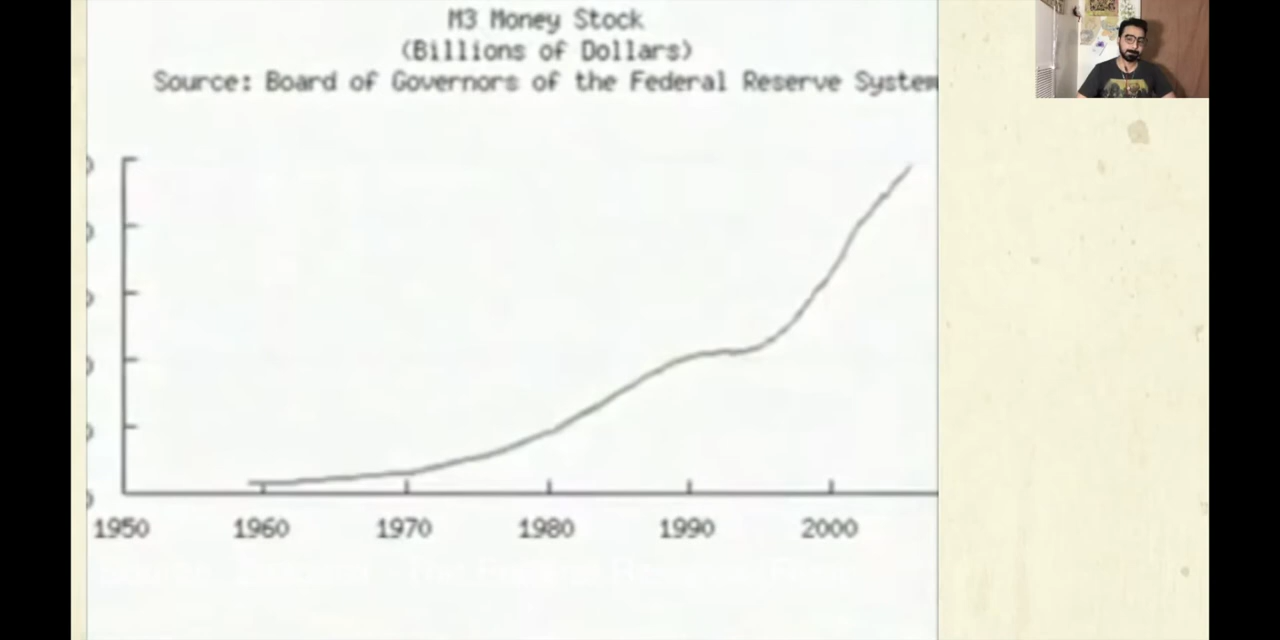 M3 Money Stock
(Billions of Dollars)
Source: Board of Governors of the Federal Reserve System
1950 1960 1970 1980 1990 2000